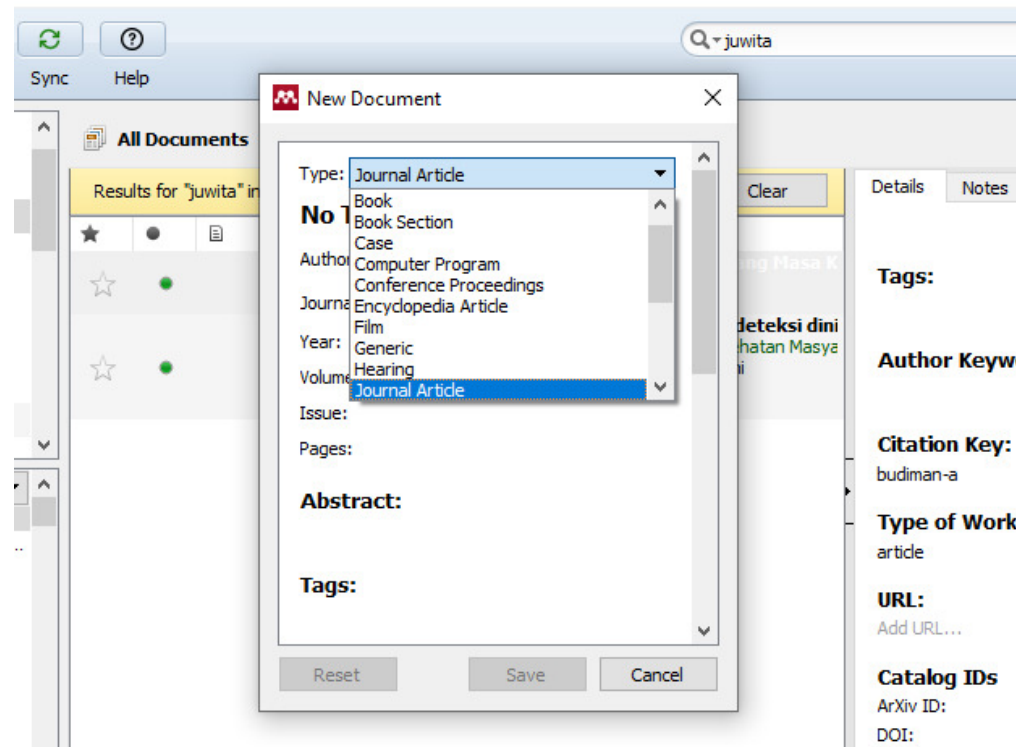 juwita
Sync
Help
New Document
All Documents
Results for "juwita" in
Clear
Type: Journal Article
Book
Book Section
Case
Computer Program
Conference Proceedings
Encyclopedia Article
Film
Generic
Hearing
Journal Article
No T
Autho
Journa
Year:
Volume
Issue:
Pages:
Abstract:
Tags:
Reset
Save
Cancel
ang Masa K
deteksi dini
hatan Masya
Details
Notes
Tags:
Author Keyw
Citation Key:
budiman-a
Type of Work
article
URL:
Add URL...
Catalog IDs
ArXiv ID:
DOI: